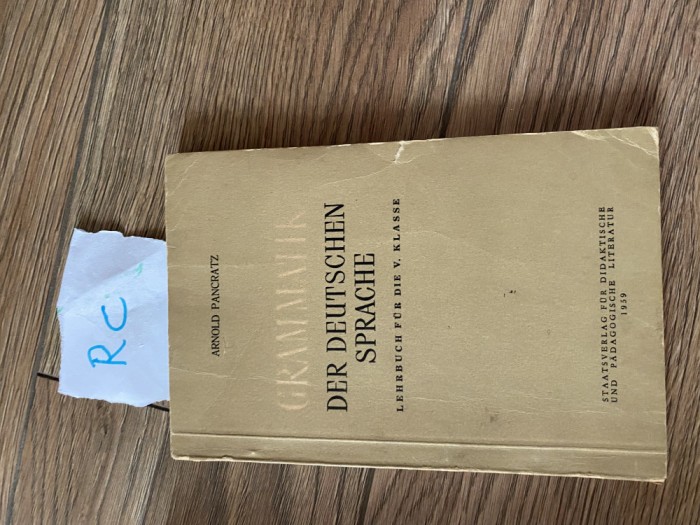 RC
ARNOLD PANCRATZ
GRAMMATIK
DER DEUTSCHEN
SPRACHE
LEHRBUCH FÜR DIE V. KLASSE
STAATSVERLAG FÜR DIDAKTISCHE
UND PÄDAGOGISCHE LITERATUR
1959